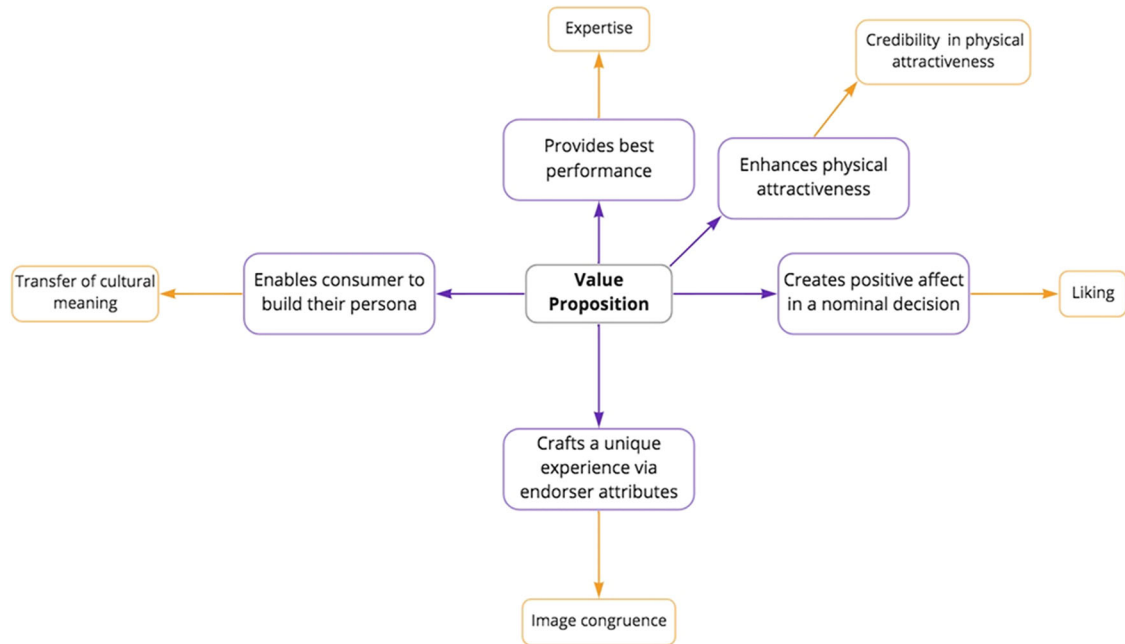 Expertise
Credibility in physical
attractiveness
Provides best
performance
Enhances physical
attractiveness
Transfer of cultural
meaning
Enables consumer to
build their persona
Value
Proposition
Creates positive affect
in a nominal decision
Liking
Crafts a unique
experience via
endorser attributes
Image congruence